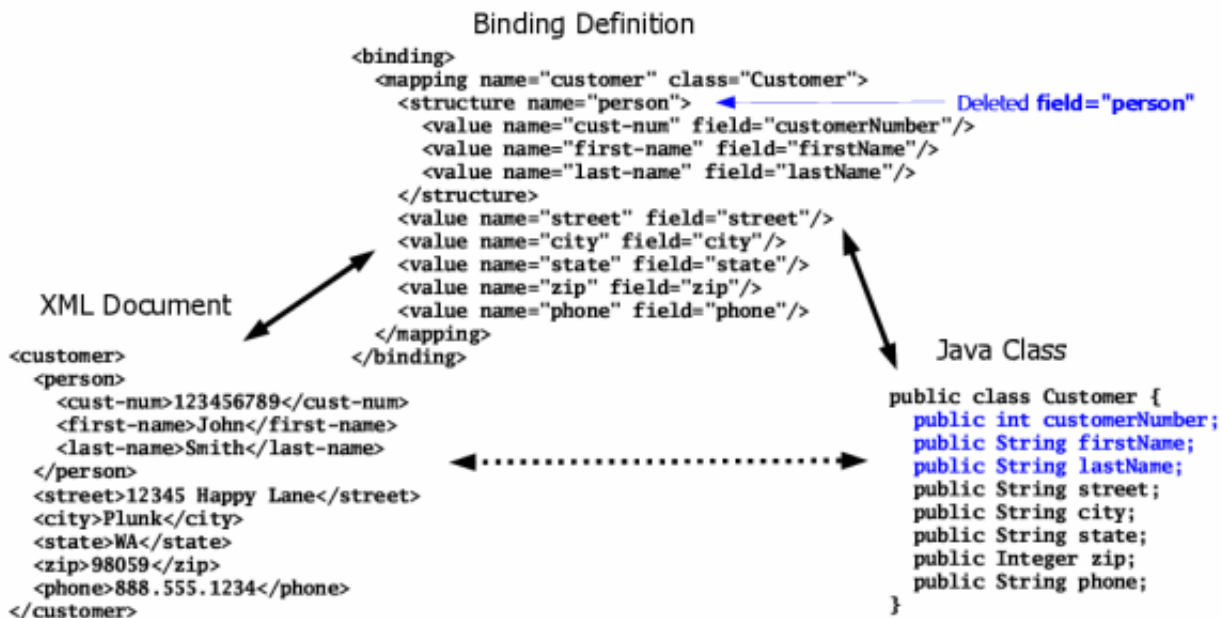 Binding Definition
<binding>
  <mapping name="customer" class="Customer">
    <structure name="person">
Deleted field="person"
      <value name="cust-num" field="customerNumber"/>
      <value name="first-name" field="firstName"/>
      <value name="last-name" field="lastName"/>
    </structure>
    <value name="street" field="street"/>
    <value name="city" field="city"/>
    <value name="state" field="state"/>
    <value name="zip" field="zip"/>
    <value name="phone" field="phone"/>
  </mapping>
</binding>
XML Document
<customer>
  <person>
    <cust-num>123456789</cust-num>
    <first-name>John</first-name>
    <last-name>Smith</last-name>
  </person>
  <street>12345 Happy Lane</street>
  <city>Plunk</city>
  <state>WA</state>
  <zip>98059</zip>
  <phone>888.555.1234</phone>
</customer>
Java Class
public class Customer {
  public int customerNumber;
  public String firstName;
  public String lastName;
  public String street;
  public String city;
  public String state;
  public Integer zip;
  public String phone;
}